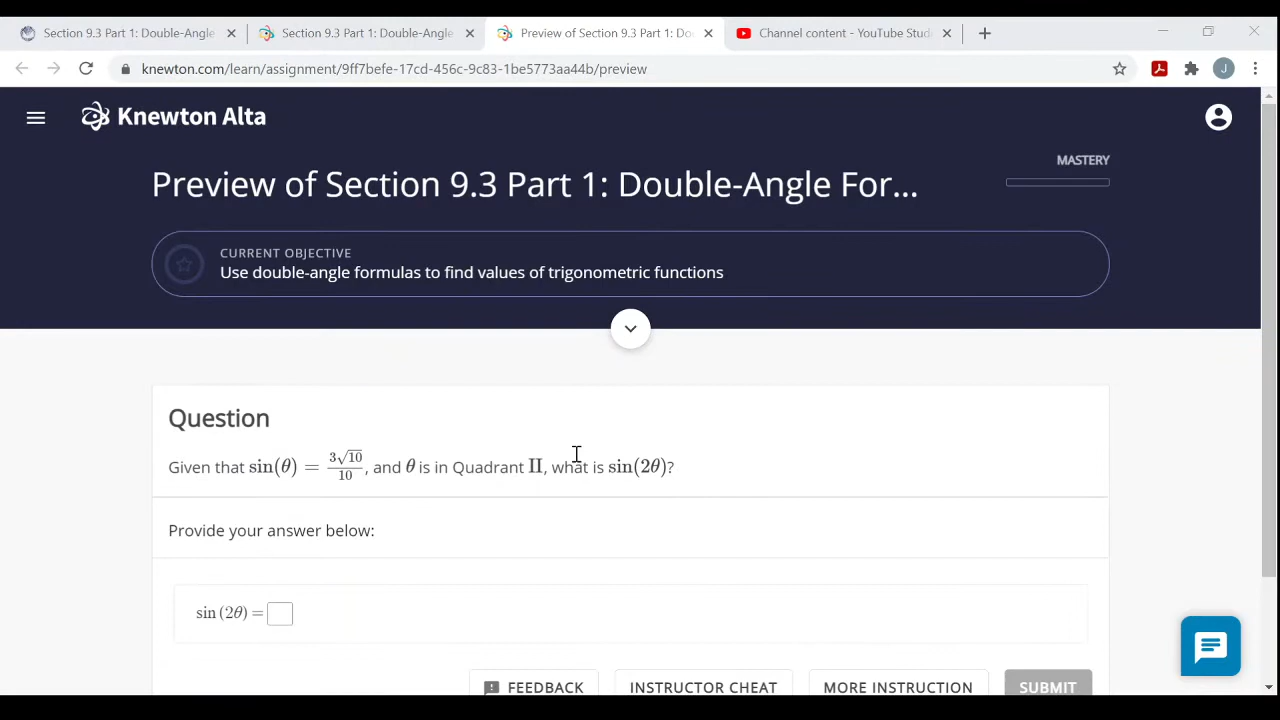 Section 9.3 Part 1: Double-Angle
Section 9.3 Part 1: Double-Angle
Preview of Section 9.3 Part 1: Dou
Channel content - YouTube Stud
knewton.com/learn/assignment/9ff7befe-17cd-456c-9c83-1be5773aa44b/preview
J
Knewton Alta
MASTERY
Preview of Section 9.3 Part 1: Double-Angle For...
CURRENT OBJECTIVE
Use double-angle formulas to find values of trigonometric functions
Question
Given that sin(θ) = 3√10/10, and θ is in Quadrant II, what is sin(2θ)?
Provide your answer below:
sin (2θ) =
FEEDBACK INSTRUCTOR CHEAT MORE INSTRUCTION SUBMIT